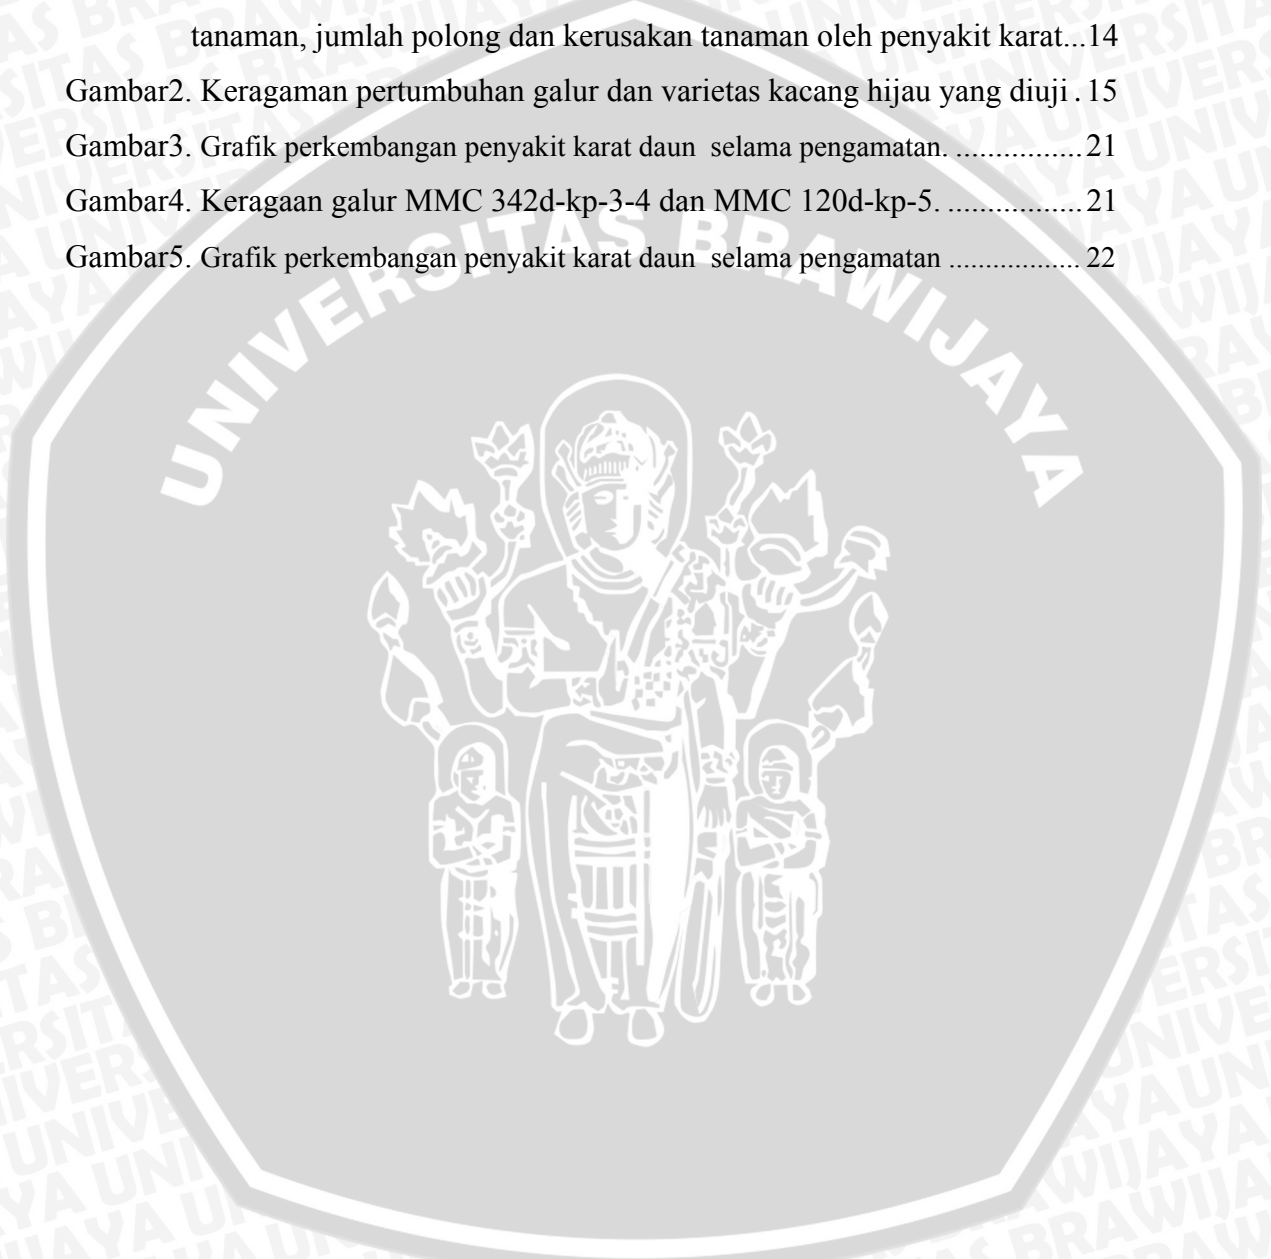 tanaman, jumlah polong dan kerusakan tanaman oleh penyakit karat...14
Gambar2. Keragaman pertumbuhan galur dan varietas kacang hijau yang diuji . 15
Gambar3. Grafik perkembangan penyakit karat daun  selama pengamatan. ...............21
Gambar4. Keragaan galur MMC 342d-kp-3-4 dan MMC 120d-kp-5. ................21
Gambar5. Grafik perkembangan penyakit karat daun  selama pengamatan .................. 22
UNIVERSITAS BRAWIJAYA